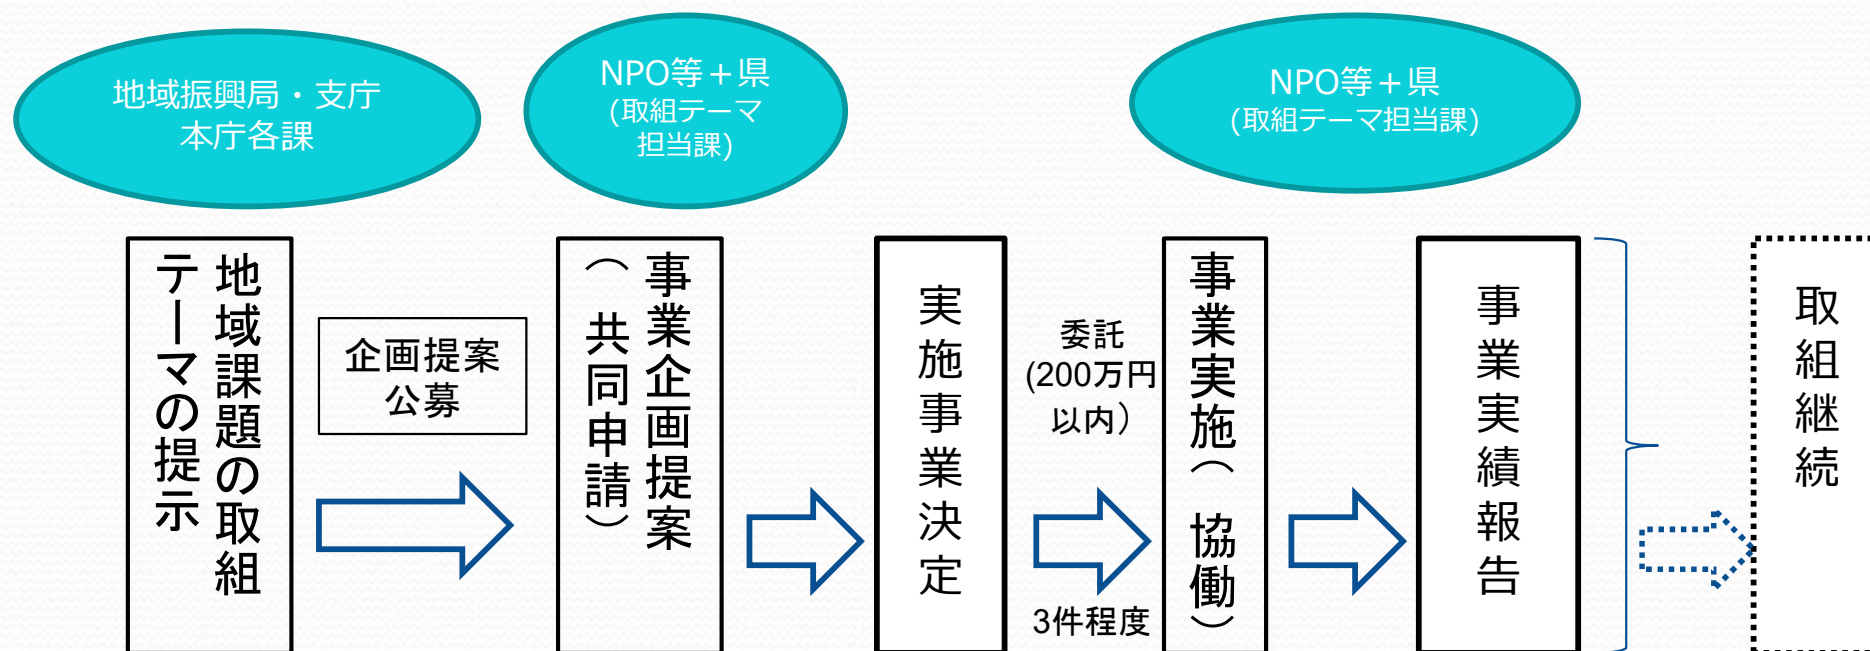 地域振興局・支庁
本庁各課
NPO等＋県
(取組テーマ
担当課)
NPO等＋県
(取組テーマ担当課)
地域課題の取組
テーマの提示
企画提案
公募
事業企画提案
（共同申請）
実施事業決定
委託
(200万円
以内）
3件程度
事業実施（協働）
事業実績報告
取組継続